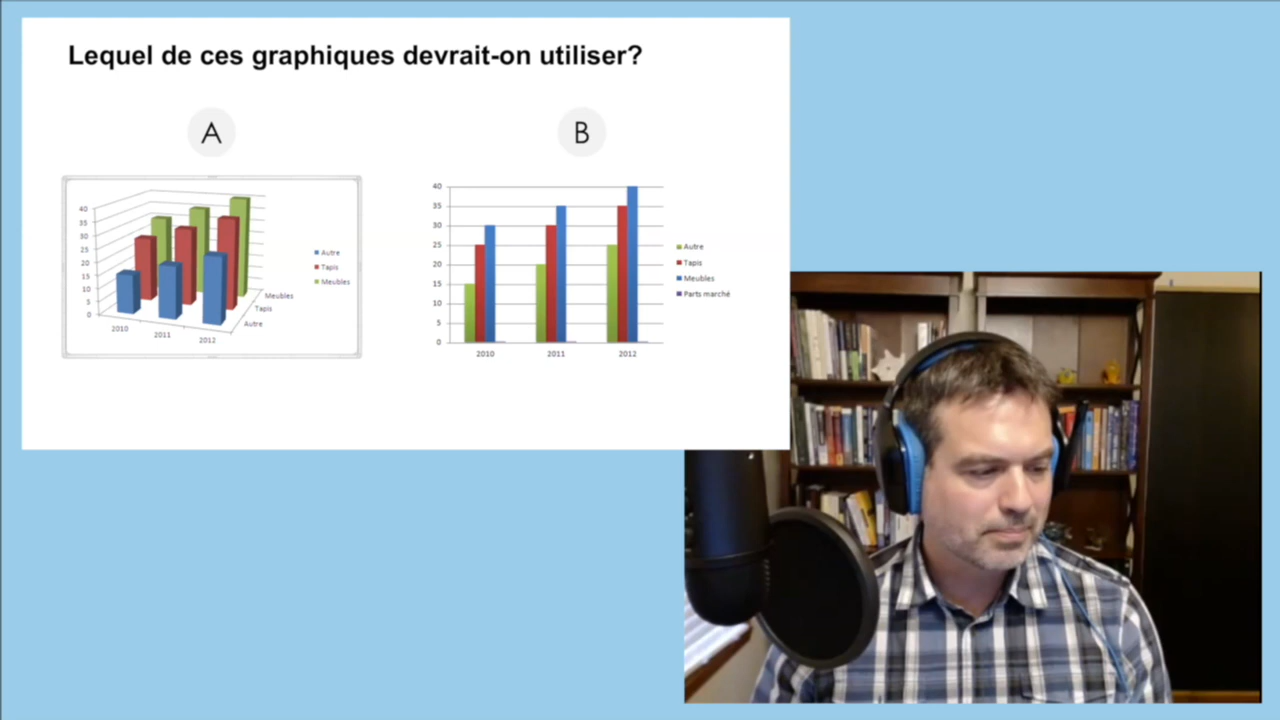 Lequel de ces graphiques devrait-on utiliser?
A
B
40
35
30
25
20
15
10
5
0
2010
2011
2012
Meubles
Tapis
Autre
Autre
Tapis
Meubles
40
35
30
25
20
15
10
5
0
2010
2011
2012
Autre
Tapis
Meubles
Parts marché